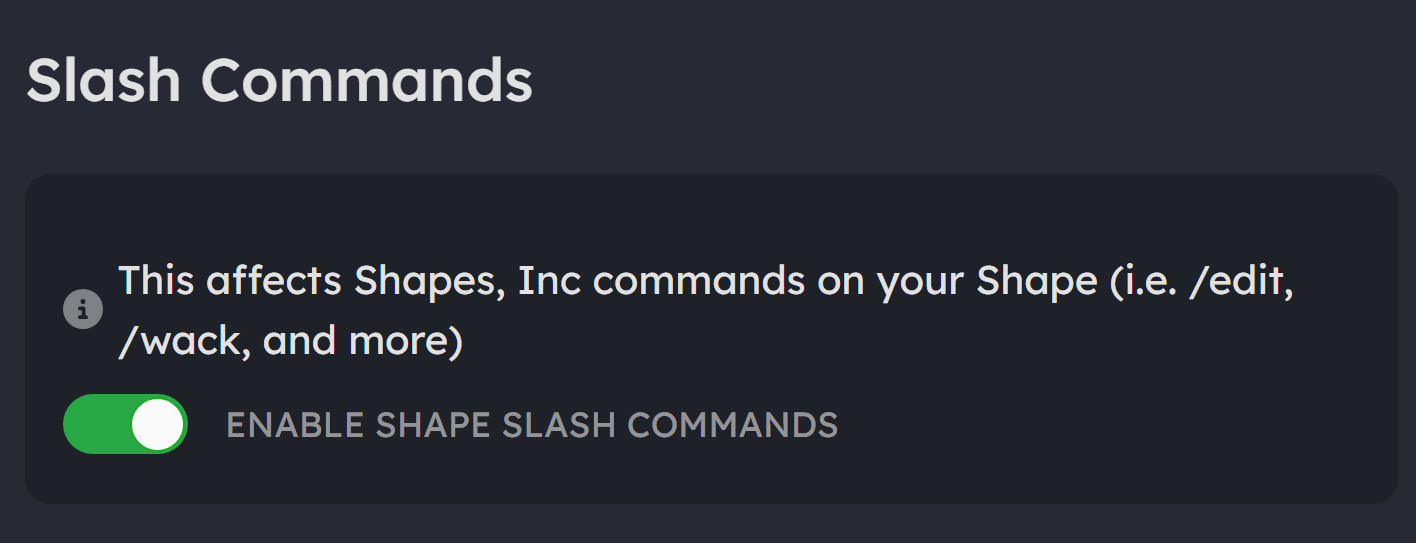 Slash Commands
This affects Shapes, Inc commands on your Shape (i.e. /edit,
/wack, and more)
ENABLE SHAPE SLASH COMMANDS